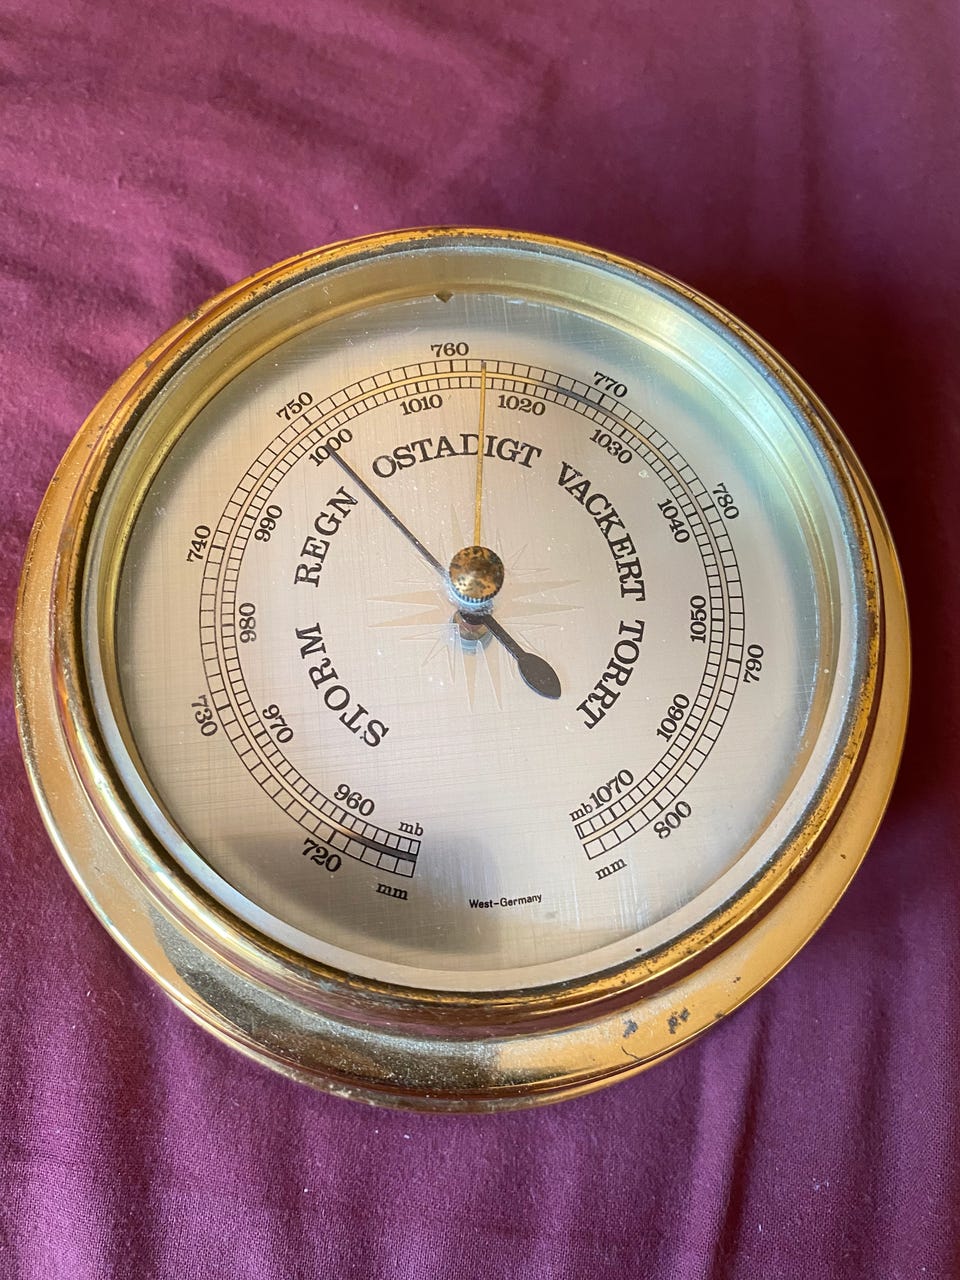 720
730
740
750
760
770
780
790
800
mm
mm
960
970
980
990
1000
1010
1020
1030
1040
1050
1060
1070
mb
mb
STORM
REGN
OSTADIGT
VACKERT
TORRT
West-Germany